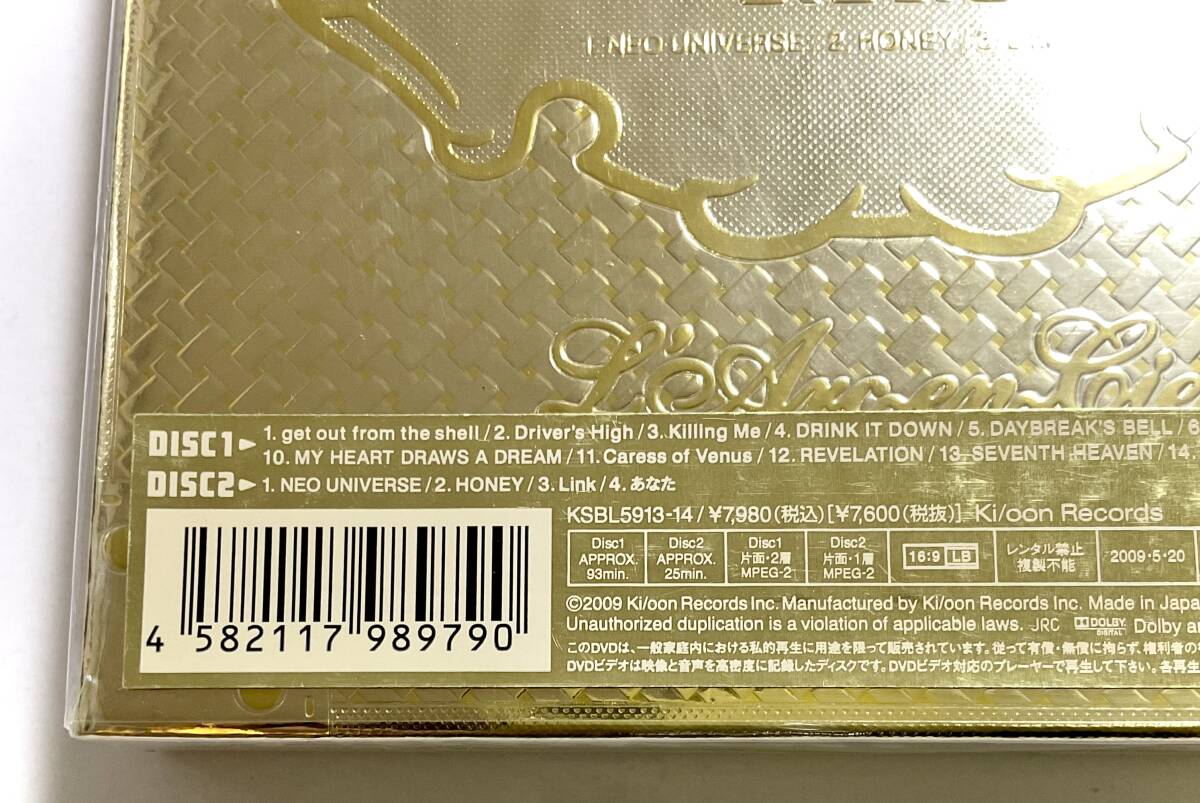 1. NEO UNIVERSE / 2. HONEY / 3. L
L'Arc-en-Cie
DISC1 1. get out from the shell / 2. Driver's High / 3. Killing Me / 4. DRINK IT DOWN / 5. DAYBREAK'S BELL / 6
10. MY HEART DRAWS A DREAM / 11. Caress of Venus / 12. REVELATION / 13. SEVENTH HEAVEN / 14.
DISC2 1. NEO UNIVERSE / 2. HONEY / 3. Link / 4. あなた
KSBL5913-14 / ¥7,980(税込) [¥7,600(税抜)] Ki/oon Records
Disc1 APPROX. 93min. Disc2 APPROX. 25min. Disc1 片面・2層 MPEG-2 Disc2 片面・1層 MPEG-2 16:9 LB レンタル禁止 複製不能 2009・5・20
4 582117 989790
©2009 Ki/oon Records Inc. Manufactured by Ki/oon Records Inc. Made in Japa
Unauthorized duplication is a violation of applicable laws. JRC DOLBY DIGITAL Dolby an
このDVDは、一般家庭内における私的再生に用途を限って販売されています。従って有償・無償に拘らず、権利者の
DVDビデオは映像と音声を高密度に記録したディスクです。DVDビデオ対応のプレーヤーで再生して下さい。各再生